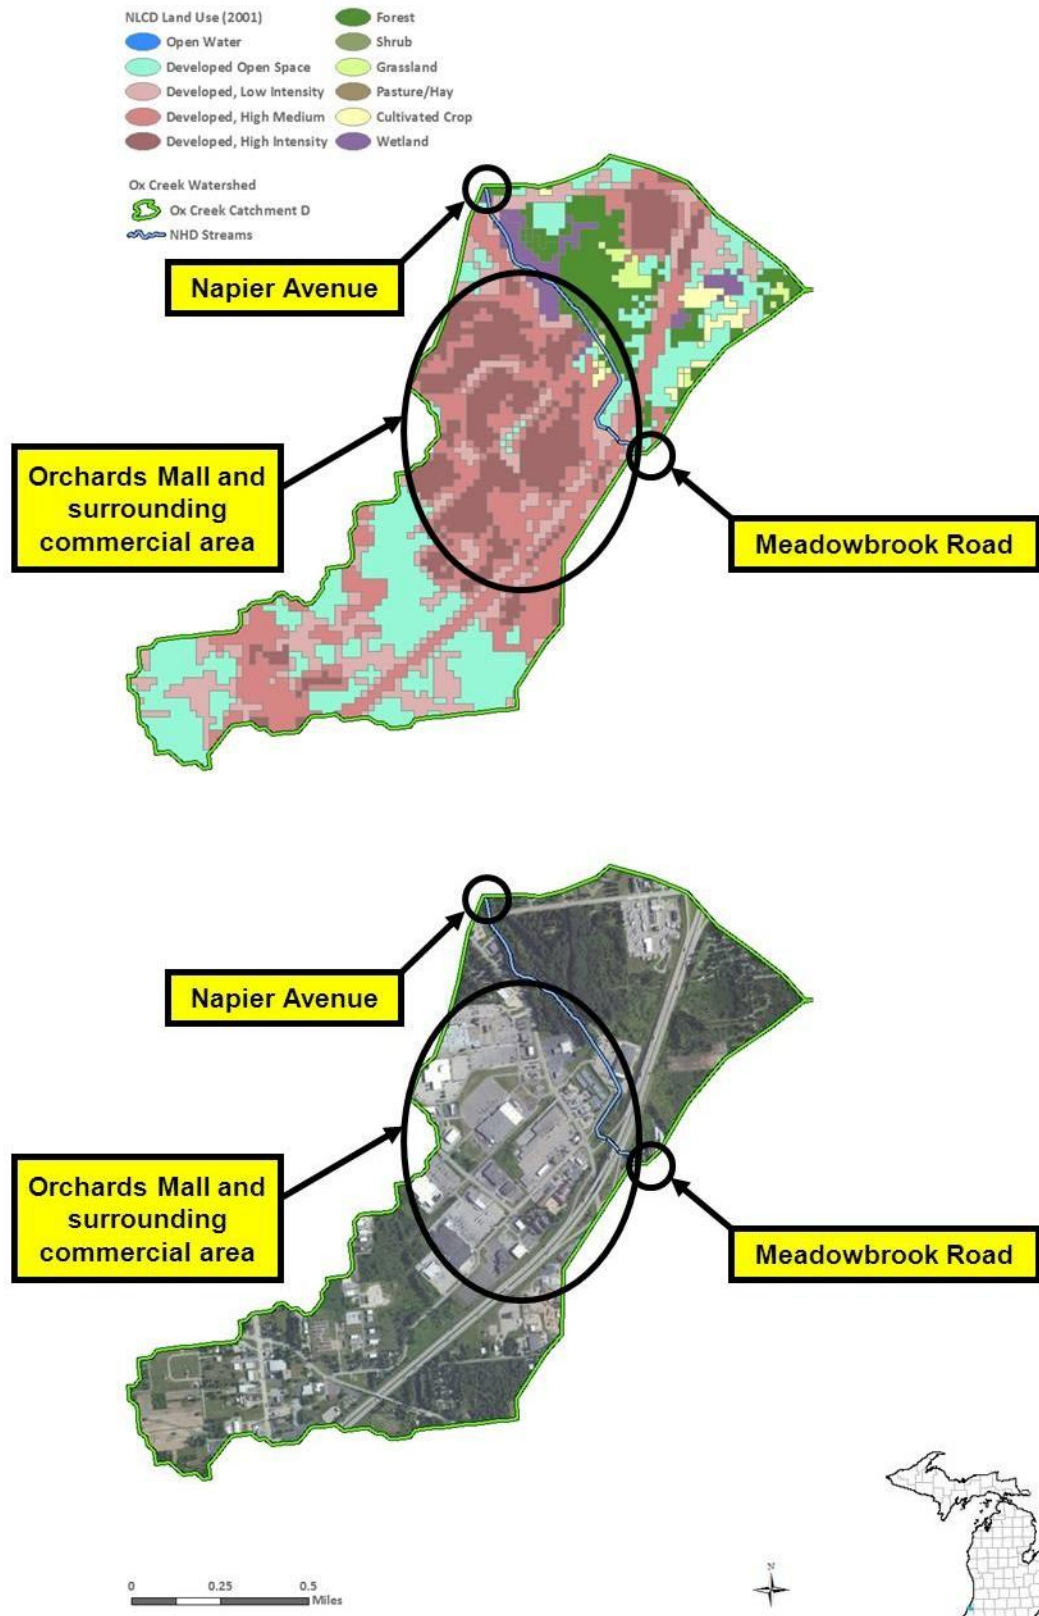 NLCD Land Use (2001)
Open Water
Developed Open Space
Developed, Low Intensity
Developed, High Medium
Developed, High Intensity
Forest
Shrub
Grassland
Pasture/Hay
Cultivated Crop
Wetland
Ox Creek Watershed
Ox Creek Catchment D
NHD Streams
Napier Avenue
Orchards Mall and
surrounding
commercial area
Meadowbrook Road
Napier Avenue
Orchards Mall and
surrounding
commercial area
Meadowbrook Road
0 0.25 0.5
Miles
N